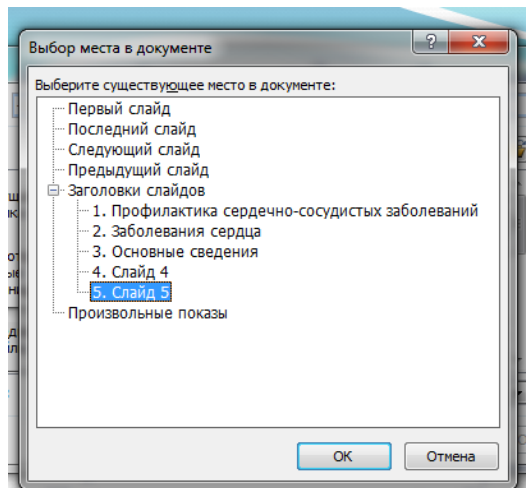 Выбор места в документе
Выберите существующее место в документе:
Первый слайд
Последний слайд
Следующий слайд
Предыдущий слайд
Заголовки слайдов
1. Профилактика сердечно-сосудистых заболеваний
2. Заболевания сердца
3. Основные сведения
4. Слайд 4
5. Слайд 5
Произвольные показы
ОК
Отмена